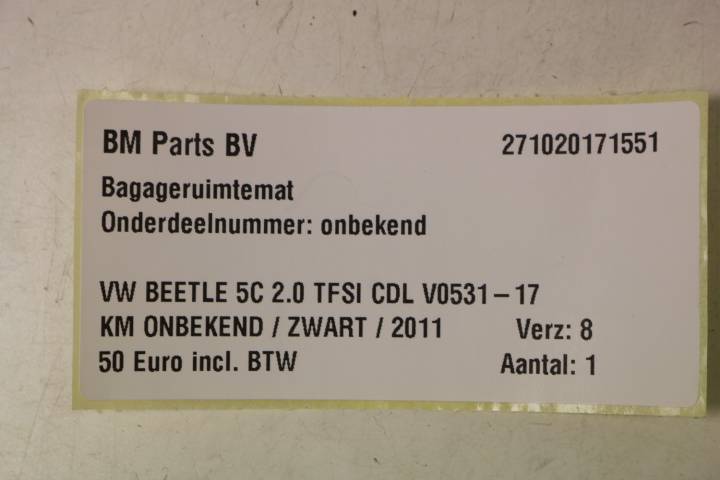 BM Parts BV 271020171551
Bagageruimtemat
Onderdeelnummer: onbekend
VW BEETLE 5C 2.0 TFSI CDL V0531-17
KM ONBEKEND / ZWART / 2011 Verz: 8
50 Euro incl. BTW Aantal: 1